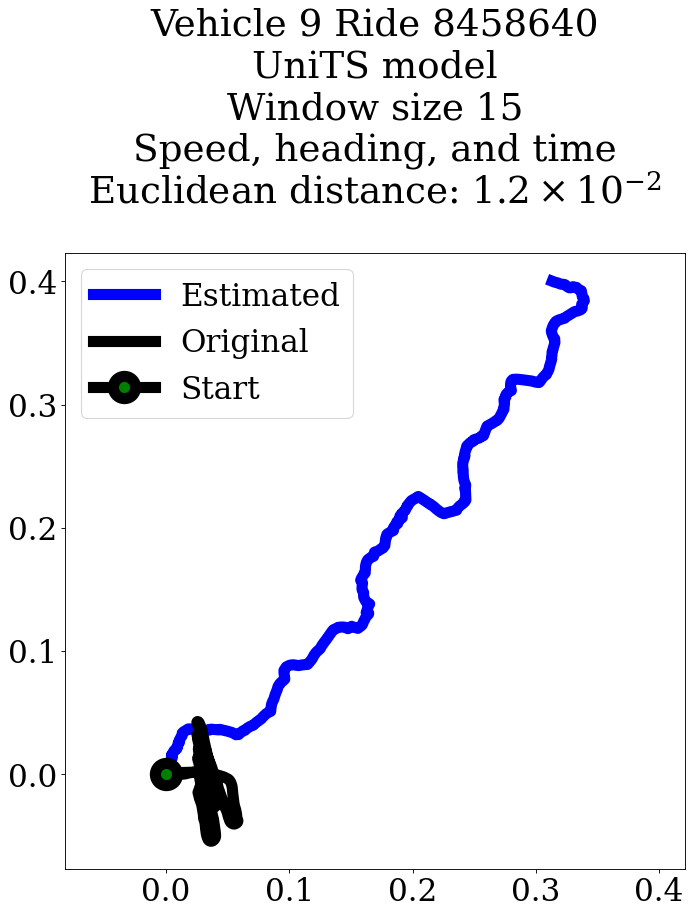 Vehicle 9 Ride 8458640
UniTS model
Window size 15
Speed, heading, and time
Euclidean distance: 1.2 × 10⁻²
Estimated
Original
Start
0.4
0.3
0.2
0.1
0.0
0.0 0.1 0.2 0.3 0.4